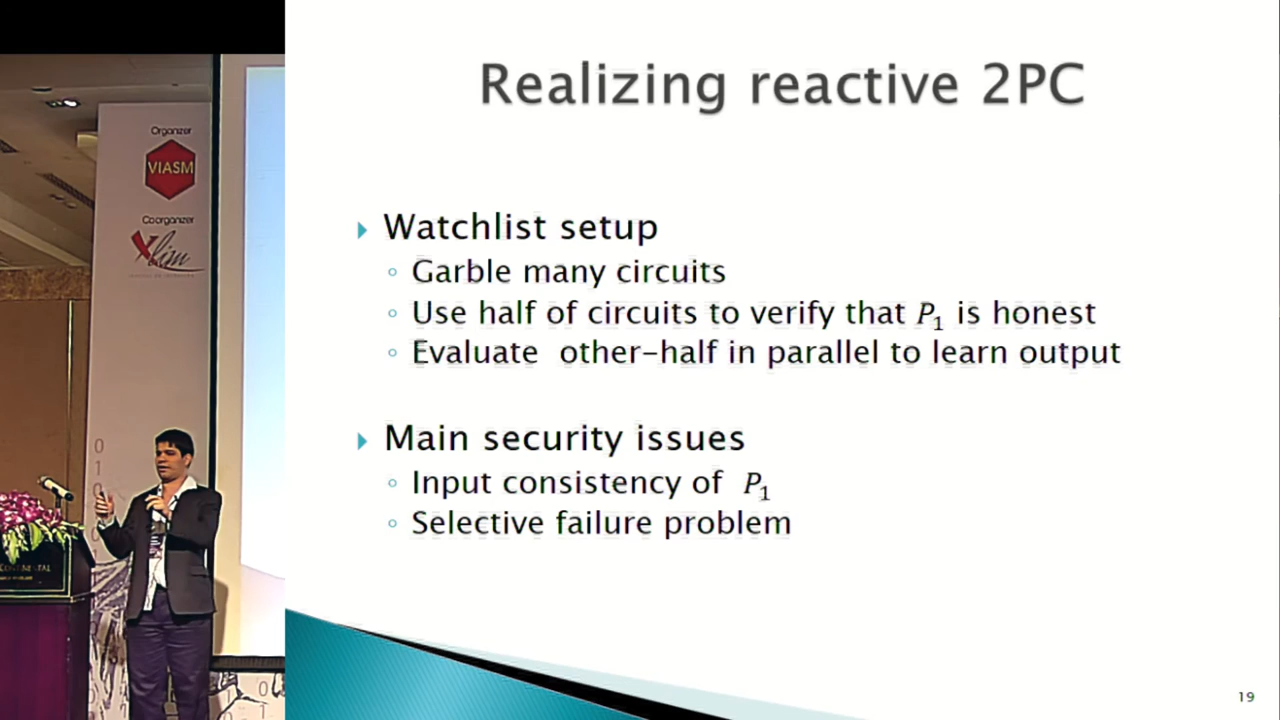 Organizer
VIASM
Coorganizer
Xlim
Realizing reactive 2PC
Watchlist setup
Garble many circuits
Use half of circuits to verify that P₁ is honest
Evaluate other-half in parallel to learn output
Main security issues
Input consistency of P₁
Selective failure problem
19